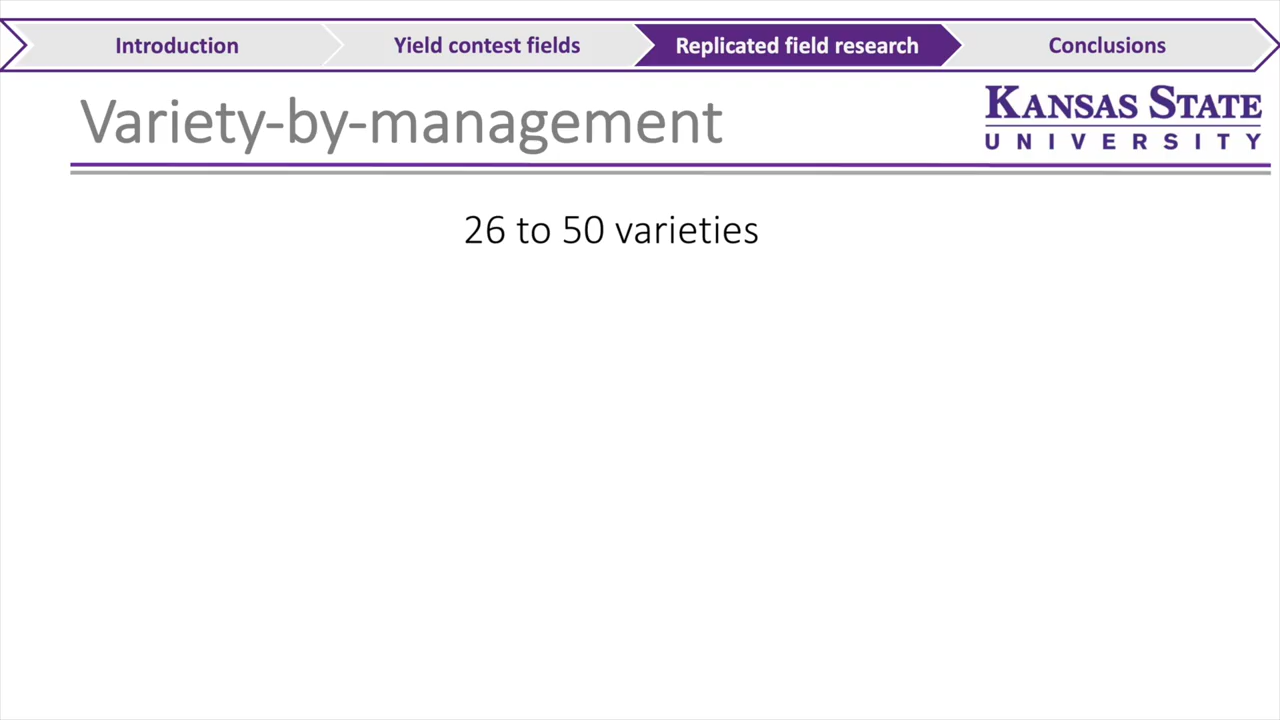 Introduction
Yield contest fields
Replicated field research
Conclusions
Variety-by-management
KANSAS STATE
UNIVERSITY
26 to 50 varieties